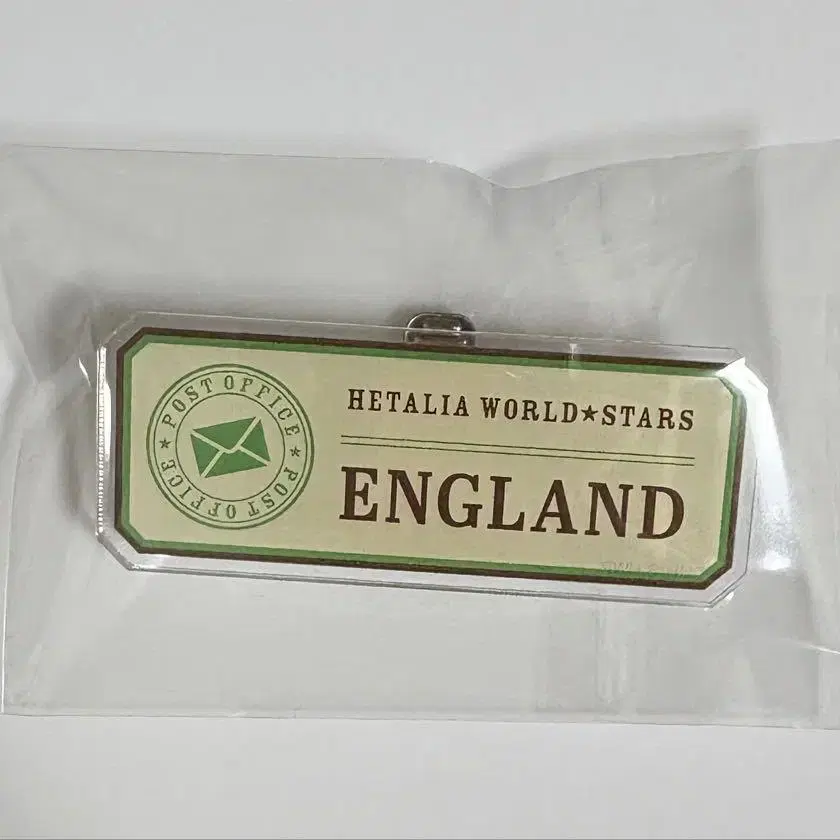 POST OFFICE ★ POST OFFICE ★
HETALIA WORLD★STARS
ENGLAND